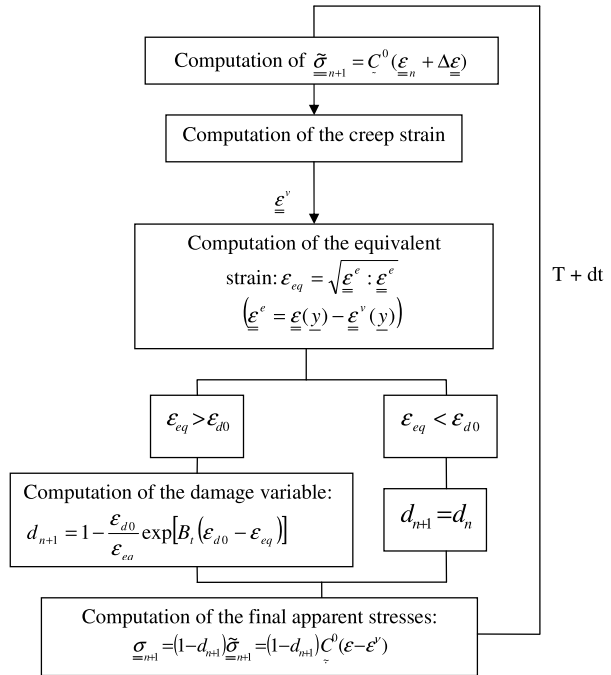 Computation of σ̃ₙ₊₁ = C⁰(εₙ + Δε)
Computation of the creep strain
εᵛ
Computation of the equivalent
strain: ε_eq = √(εᵉ : εᵉ)
(εᵉ = ε(y) − εᵛ(y))
T + dt
ε_eq > ε_d0
ε_eq < ε_d0
Computation of the damage variable:
dₙ₊₁ = 1 − (ε_d0 / ε_ea) exp[B_t(ε_d0 − ε_eq)]
dₙ₊₁ = dₙ
Computation of the final apparent stresses:
σₙ₊₁ = (1−dₙ₊₁)σ̃ₙ₊₁ = (1−dₙ₊₁)C⁰(ε−εᵛ)